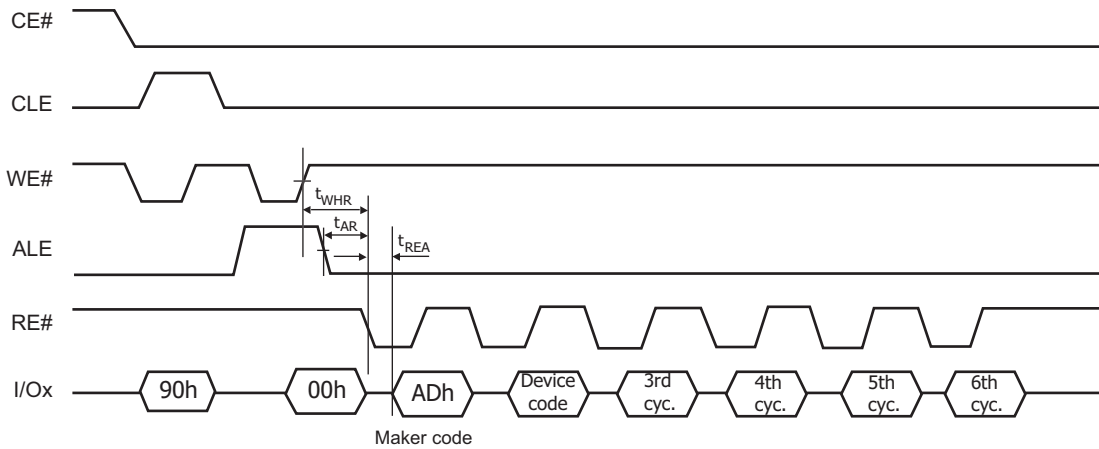 CE#
CLE
WE#
tWHR
tAR
ALE
tREA
RE#
I/Ox
90h
00h
ADh
Device
code
3rd
cyc.
4th
cyc.
5th
cyc.
6th
cyc.
Maker code